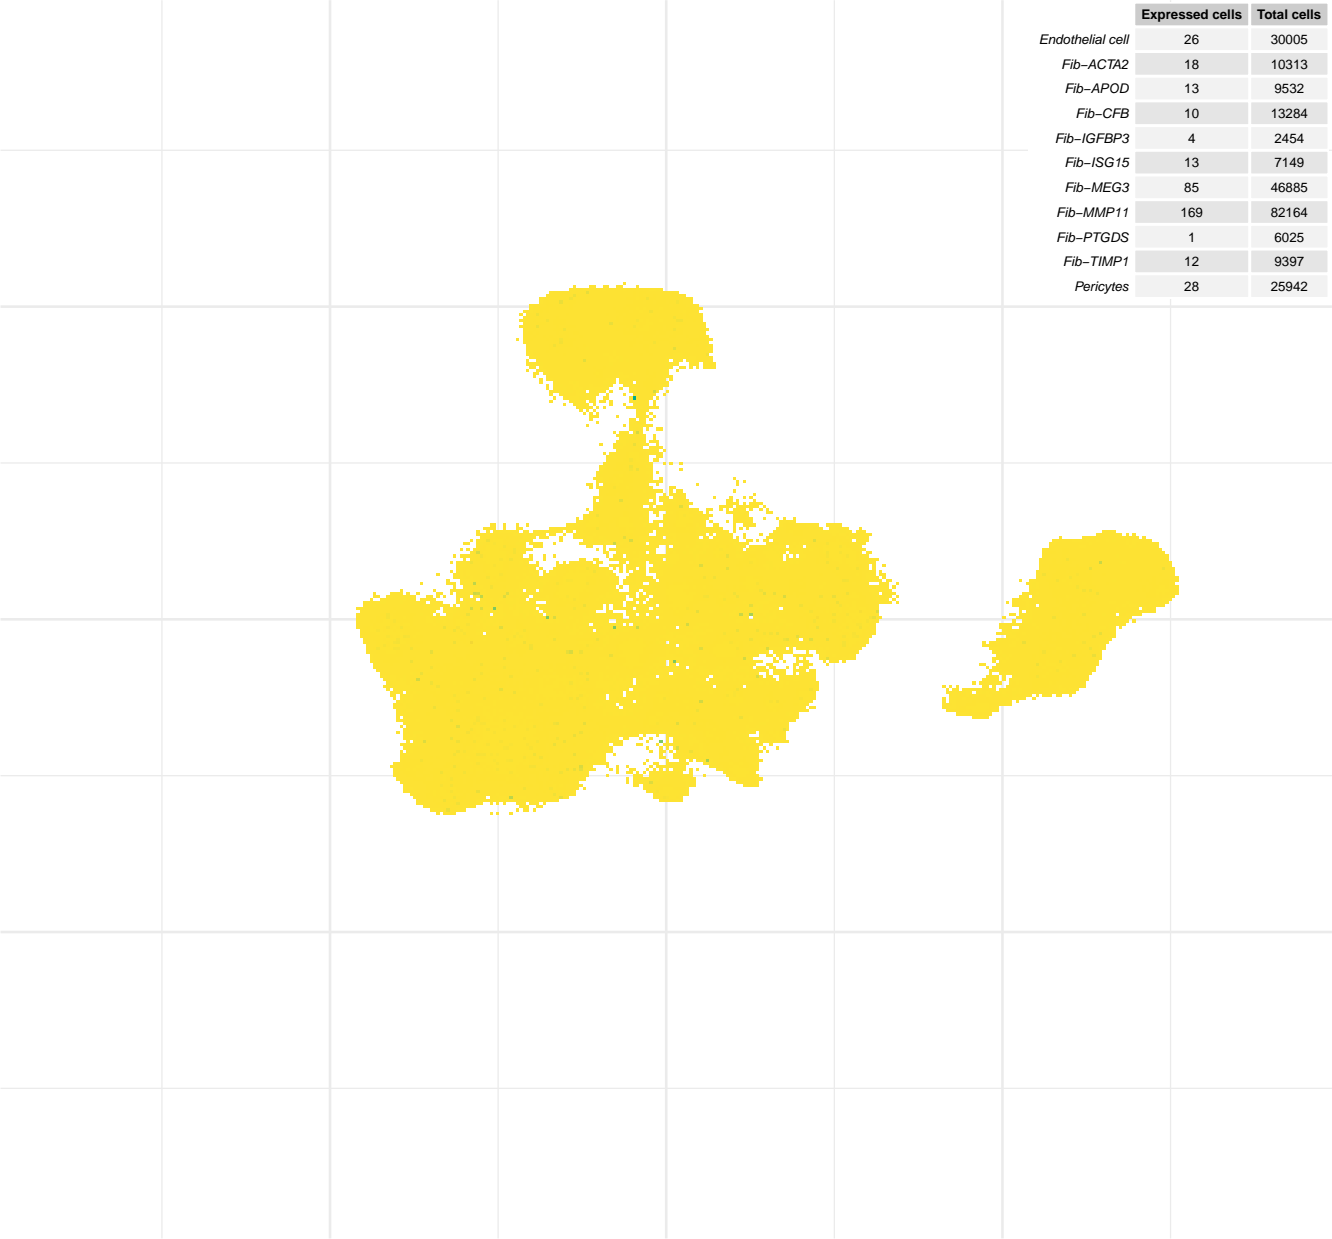 Expressed cells Total cells
Endothelial cell 26 30005
Fib−ACTA2 18 10313
Fib−APOD 13 9532
Fib−CFB 10 13284
Fib−IGFBP3 4 2454
Fib−ISG15 13 7149
Fib−MEG3 85 46885
Fib−MMP11 169 82164
Fib−PTGDS 1 6025
Fib−TIMP1 12 9397
Pericytes 28 25942